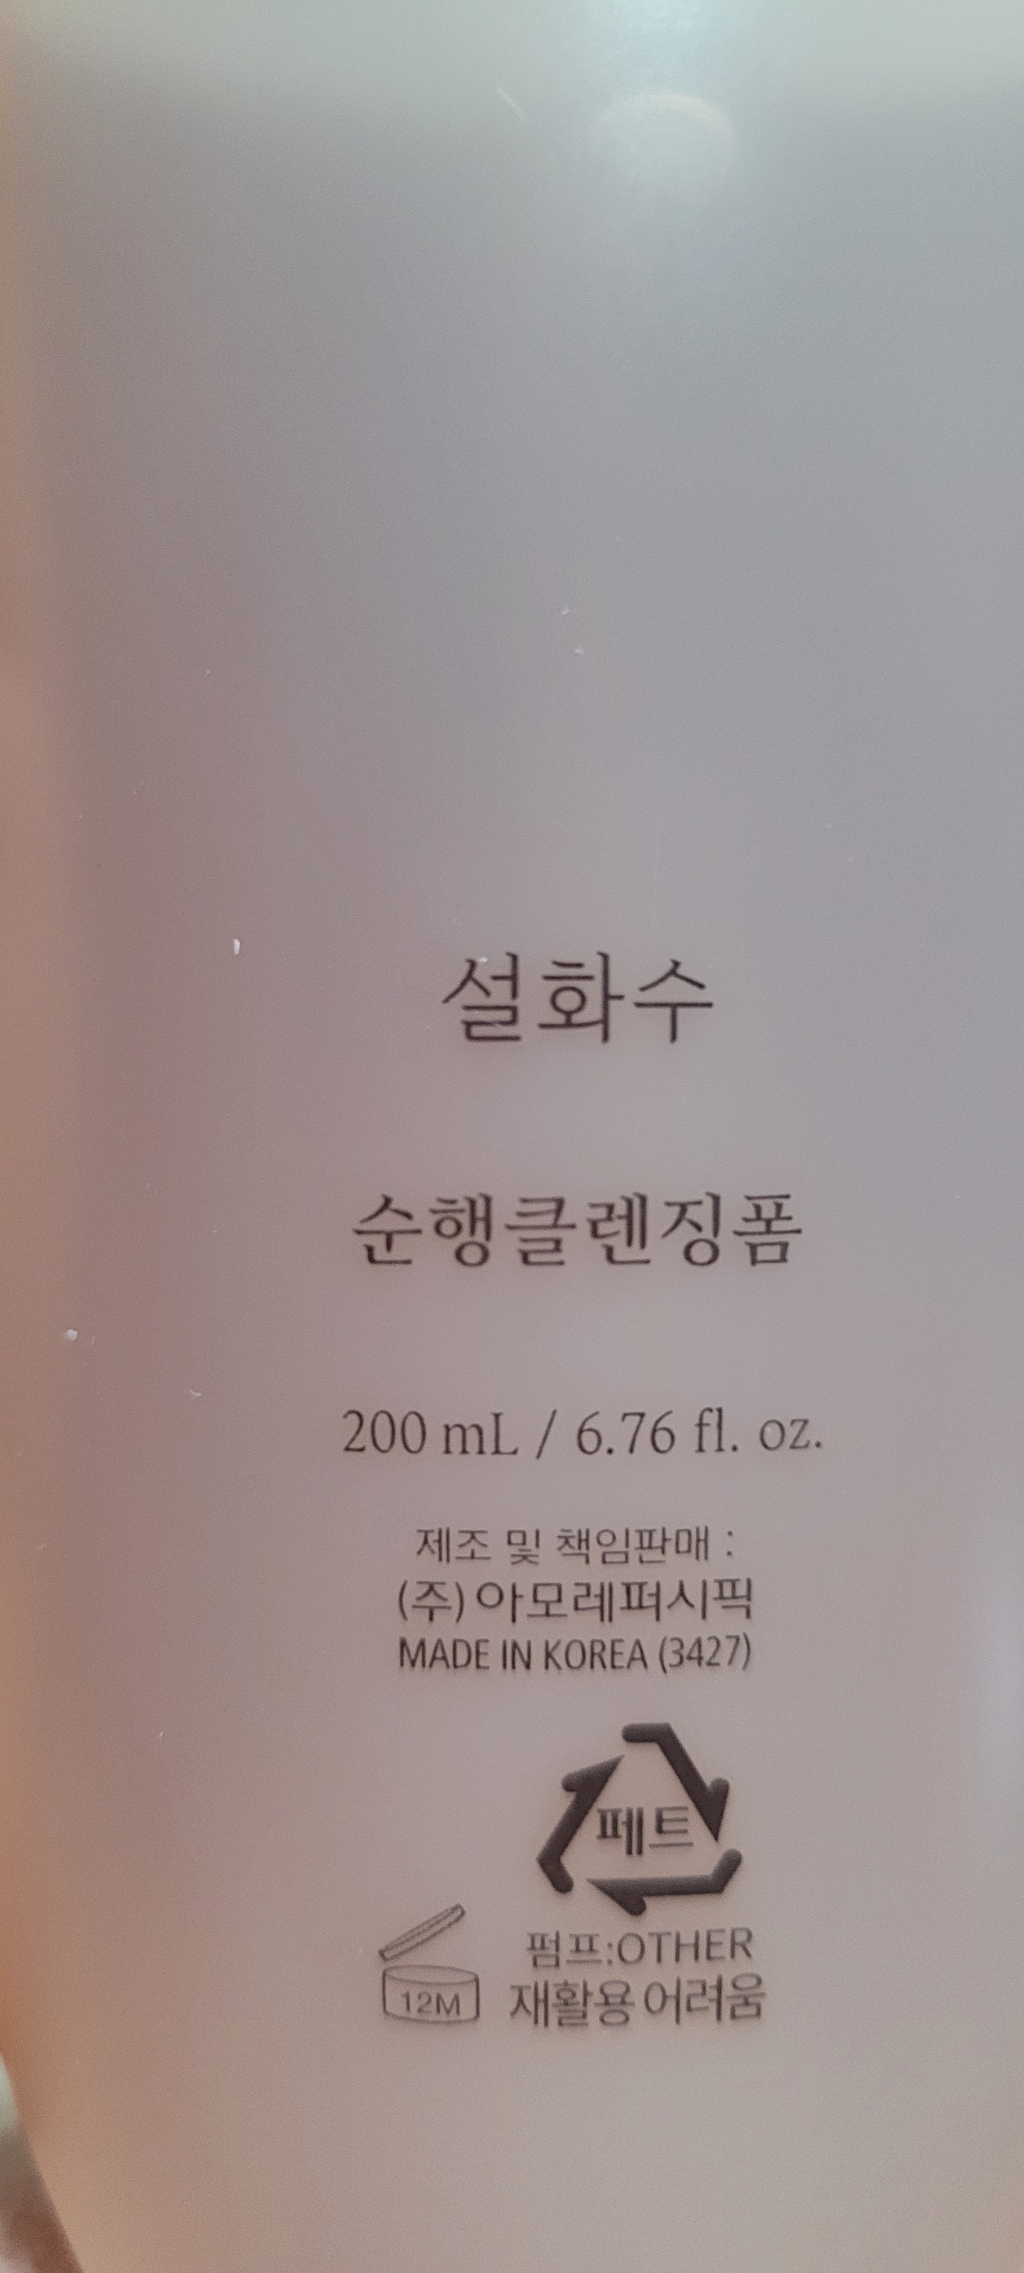 설화수
순행클렌징폼
200 mL / 6.76 fl. oz.
제조 및 책임판매 :
(주)아모레퍼시픽
MADE IN KOREA (3427)
페트
펌프:OTHER
12M
재활용 어려움